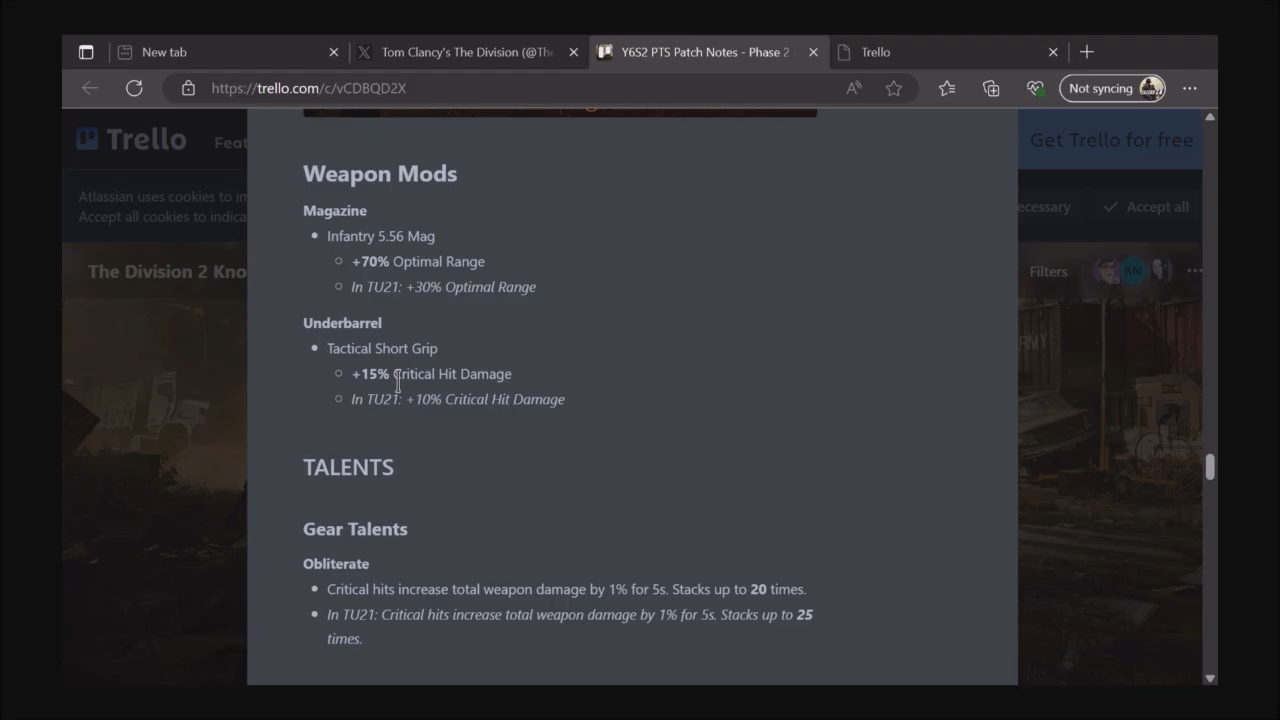 New tab
Tom Clancy's The Division (@The
Y6S2 PTS Patch Notes - Phase 2
Trello
https://trello.com/c/vCDBQD2X
Not syncing
Trello
Feat
Get Trello for free
Atlassian uses cookies to im
Accept all cookies to indica
ecessary
Accept all
The Division 2 Kno
Filters
KN
Weapon Mods
Magazine
Infantry 5.56 Mag
+70% Optimal Range
In TU21: +30% Optimal Range
Underbarrel
Tactical Short Grip
+15% Critical Hit Damage
In TU21: +10% Critical Hit Damage
TALENTS
Gear Talents
Obliterate
Critical hits increase total weapon damage by 1% for 5s. Stacks up to 20 times.
In TU21: Critical hits increase total weapon damage by 1% for 5s. Stacks up to 25
times.